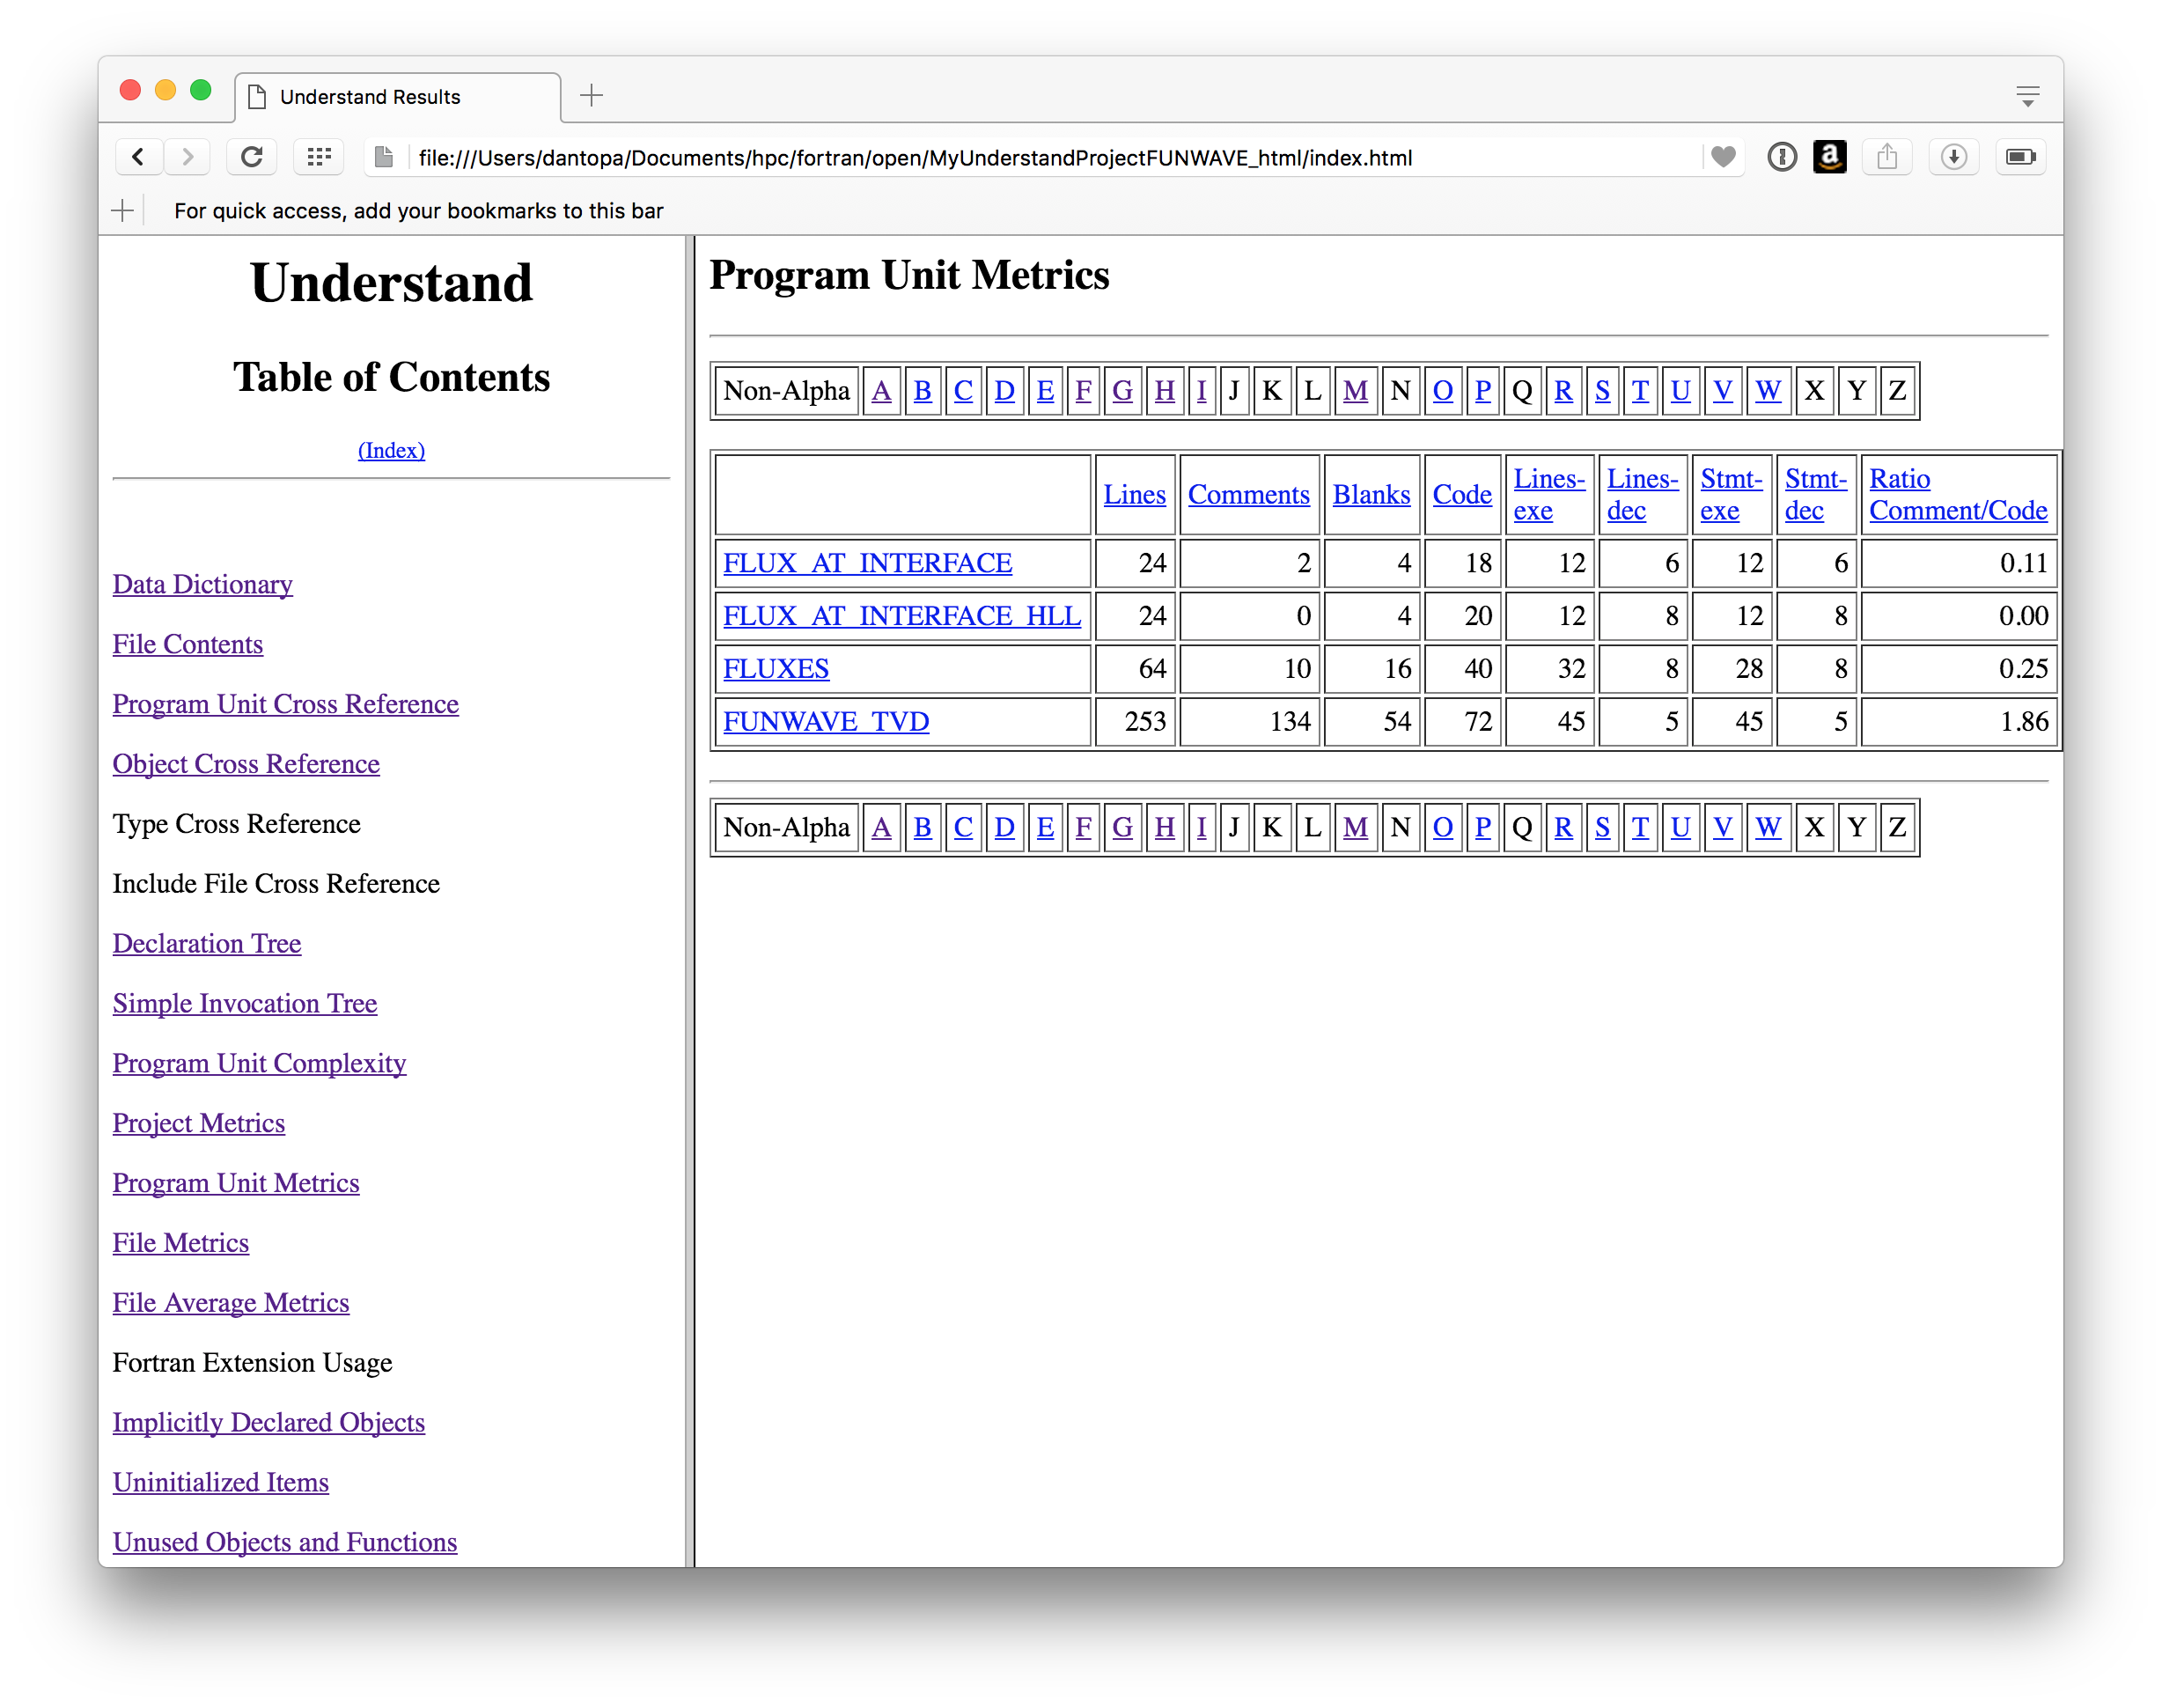 Understand Results
file:///Users/dantopa/Documents/hpc/fortran/open/MyUnderstandProjectFUNWAVE_html/index.html
For quick access, add your bookmarks to this bar
Understand
Table of Contents
(Index)
Data Dictionary
File Contents
Program Unit Cross Reference
Object Cross Reference
Type Cross Reference
Include File Cross Reference
Declaration Tree
Simple Invocation Tree
Program Unit Complexity
Project Metrics
Program Unit Metrics
File Metrics
File Average Metrics
Fortran Extension Usage
Implicitly Declared Objects
Uninitialized Items
Unused Objects and Functions
Program Unit Metrics
Non-Alpha A B C D E F G H I J K L M N O P Q R S T U V W X Y Z
Lines Comments Blanks Code Lines-exe Lines-dec Stmt-exe Stmt-dec Ratio Comment/Code
FLUX_AT_INTERFACE 24 2 4 18 12 6 12 6 0.11
FLUX_AT_INTERFACE_HLL 24 0 4 20 12 8 12 8 0.00
FLUXES 64 10 16 40 32 8 28 8 0.25
FUNWAVE_TVD 253 134 54 72 45 5 45 5 1.86
Non-Alpha A B C D E F G H I J K L M N O P Q R S T U V W X Y Z